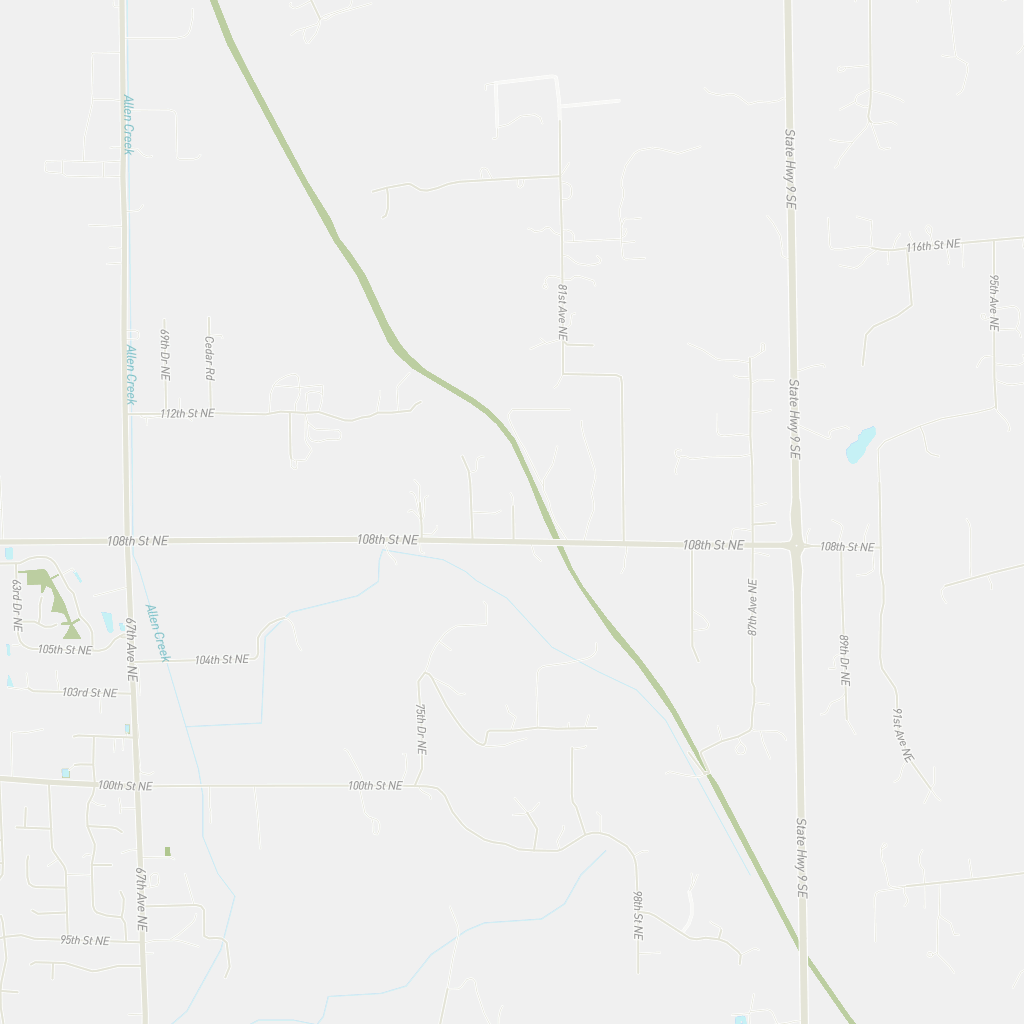 Allen Creek
State Hwy 9 SE
116th St NE
95th Ave NE
81st Ave NE
69th Dr NE
Cedar Rd
Allen Creek
112th St NE
State Hwy 9 SE
108th St NE
108th St NE
108th St NE
108th St NE
63rd Dr NE
67th Ave NE
Allen Creek
87th Ave NE
89th Dr NE
105th St NE
104th St NE
103rd St NE
75th Dr NE
91st Ave NE
100th St NE
100th St NE
State Hwy 9 SE
67th Ave NE
98th St NE
95th St NE